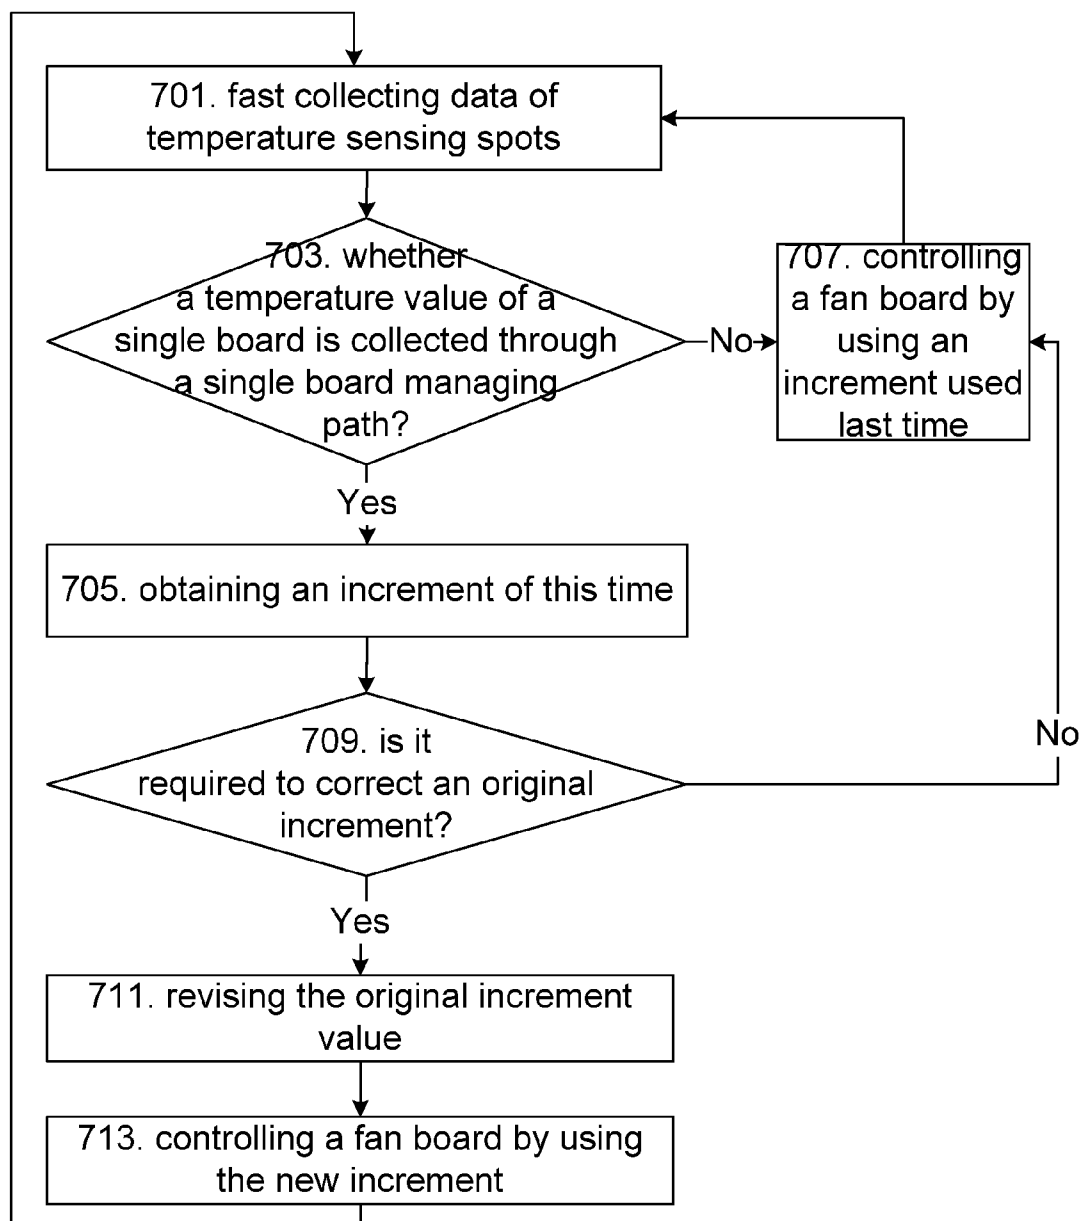 701. fast collecting data of
temperature sensing spots
703. whether
a temperature value of a
single board is collected through
a single board managing
path?
No
707. controlling
a fan board by
using an
increment used
last time
Yes
705. obtaining an increment of this time
709. is it
required to correct an original
increment?
No
Yes
711. revising the original increment
value
713. controlling a fan board by using
the new increment